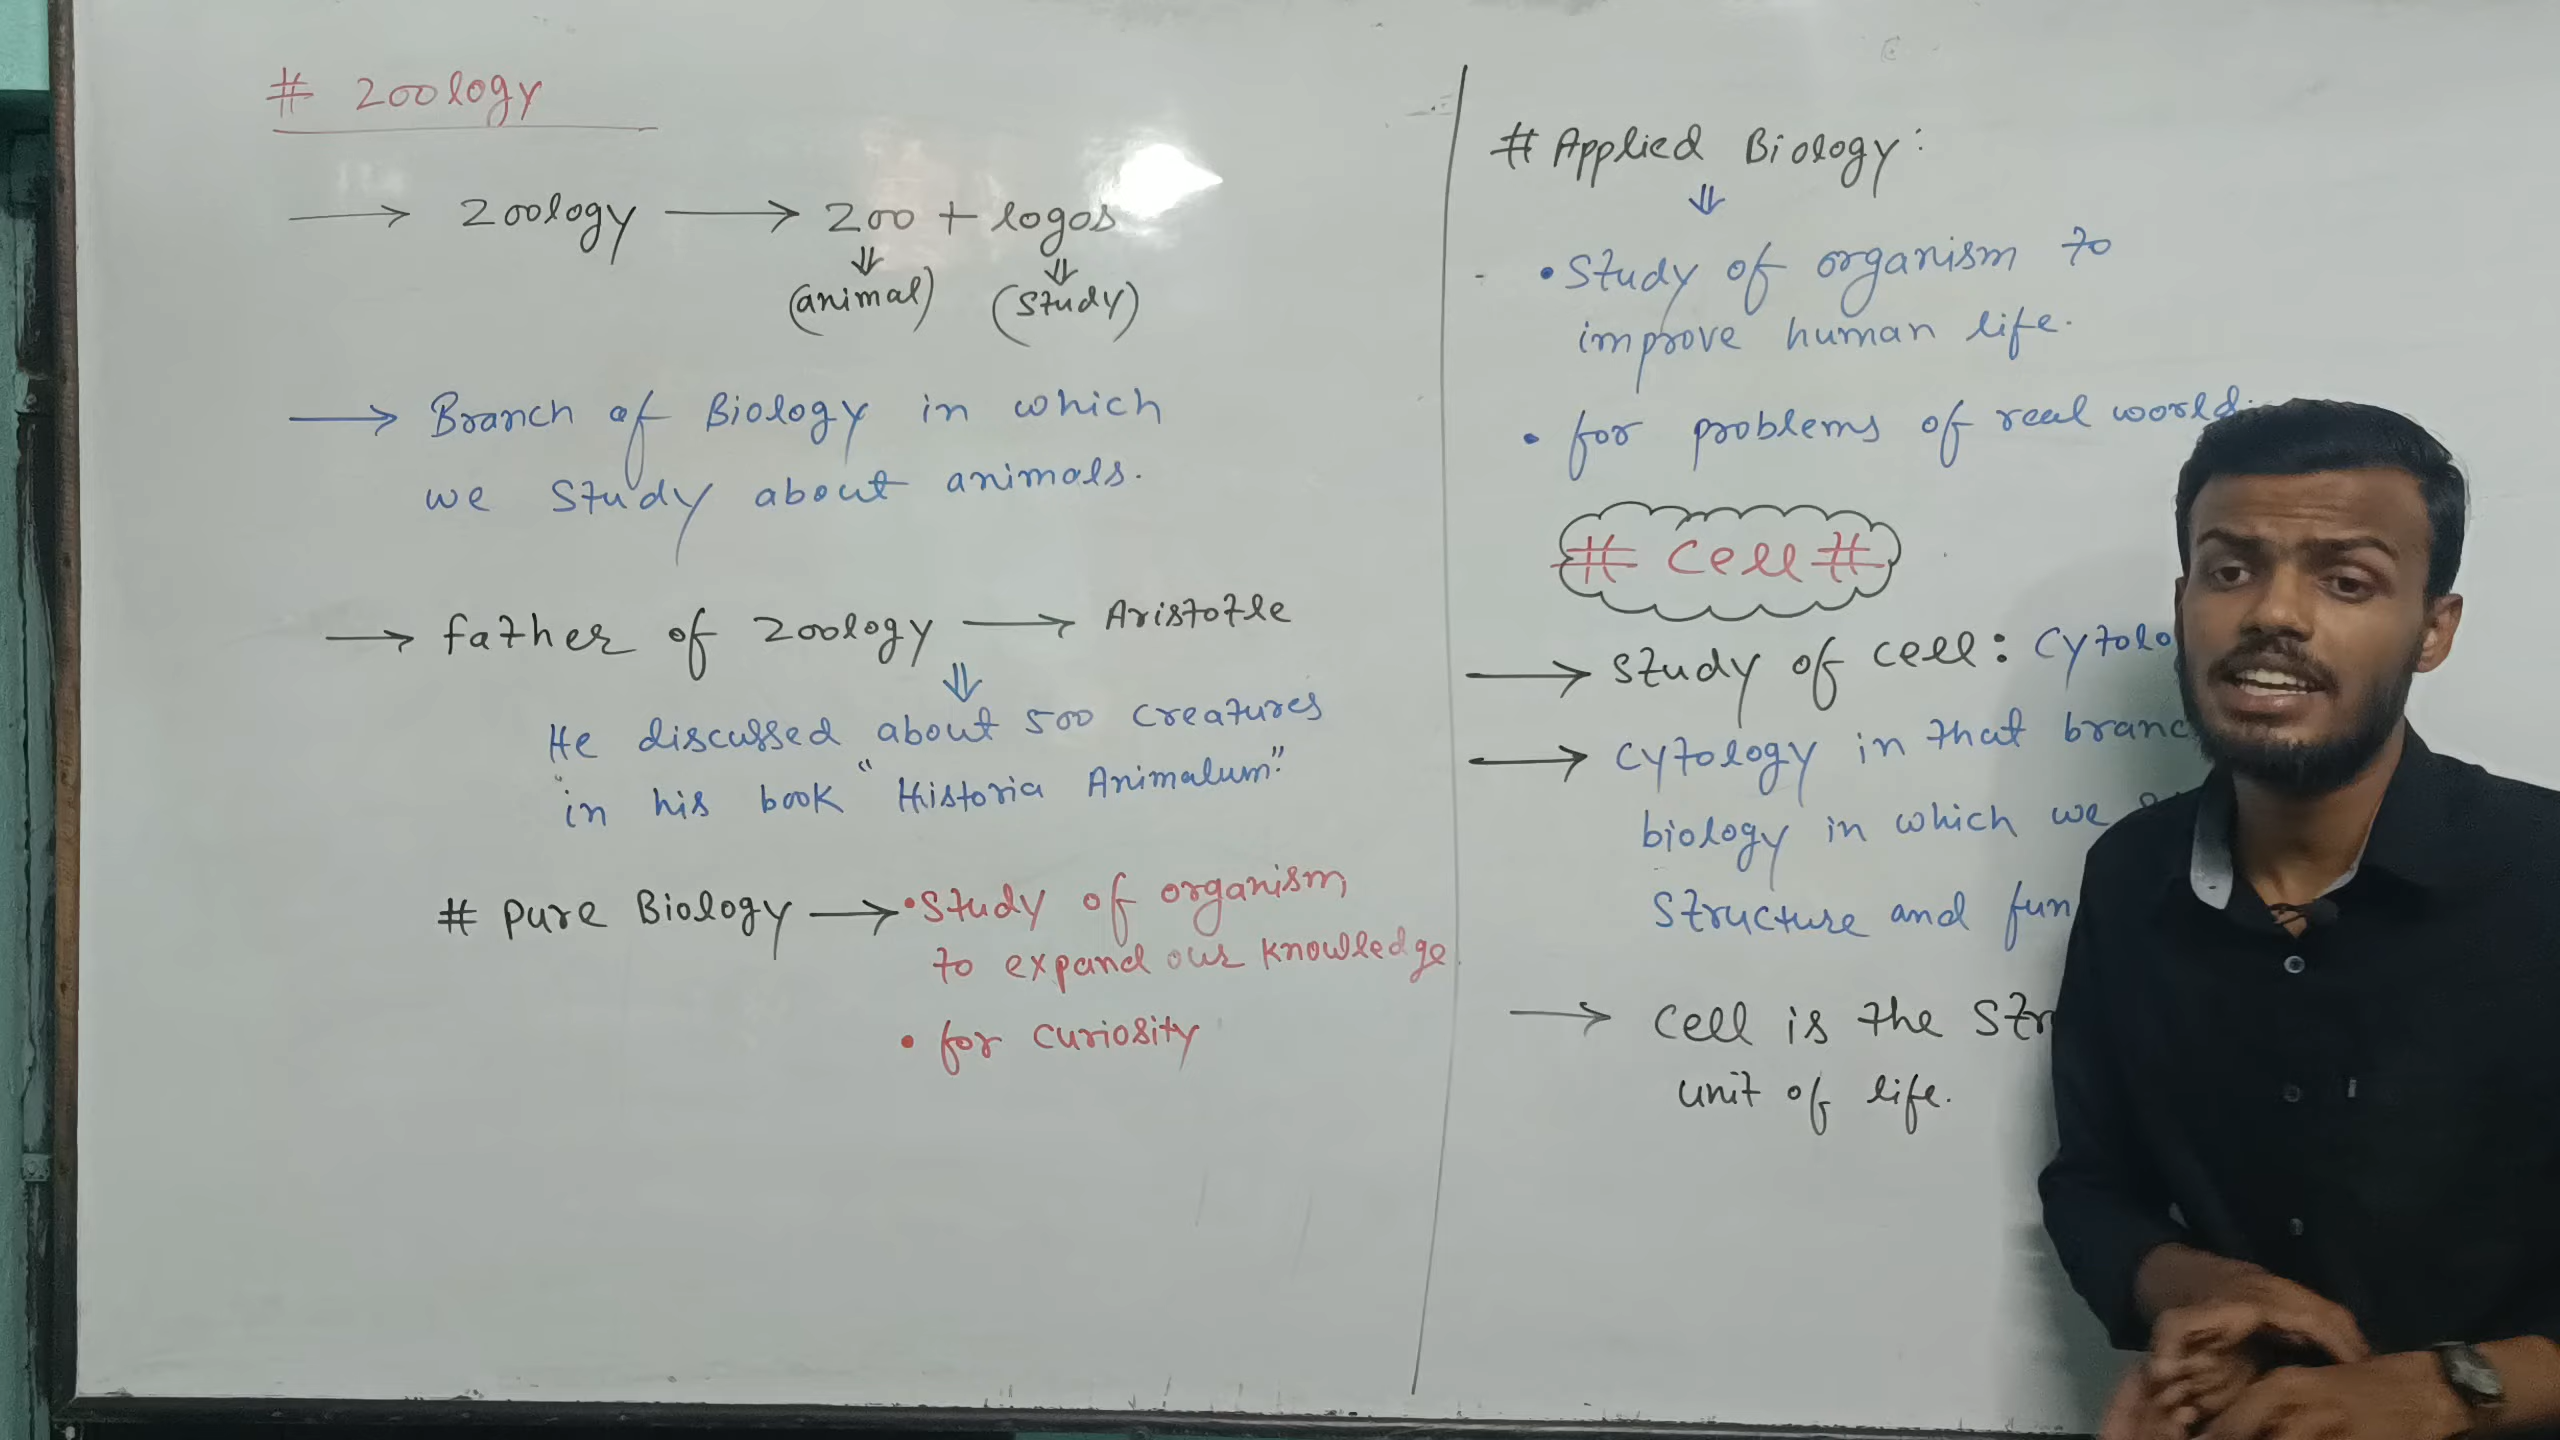 # Zoology
→ Zoology → Zoo + logos
⇓ ⇓
(animal) (study)
→ Branch of Biology in which
we study about animals.
→ father of Zoology → Aristotle
⇓
He discussed about 500 creatures
in his book "Historia Animalum."
# Pure Biology → • study of organism,
to expand our knowledge.
• for curiosity
# Applied Biology:
⇓
• study of organism to
improve human life.
• for problems of real world.
# Cell #
→ study of cell: Cytolo
→ Cytology in that branc
biology in which we
structure and fun
→ Cell is the str
unit of life.